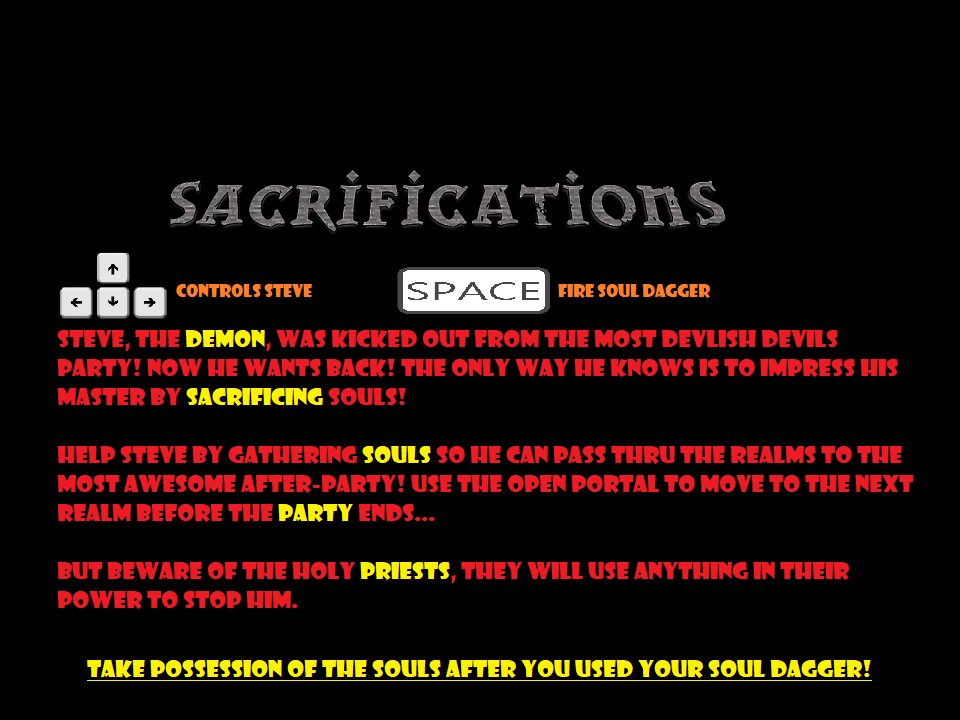 SACRIFICATIONS
CONTROLS STEVE
SPACE
FIRE SOUL DAGGER
STEVE, THE DEMON, WAS KICKED OUT FROM THE MOST DEVLISH DEVILS
PARTY! NOW HE WANTS BACK! THE ONLY WAY HE KNOWS IS TO IMPRESS HIS
MASTER BY SACRIFICING SOULS!
HELP STEVE BY GATHERING SOULS SO HE CAN PASS THRU THE REALMS TO THE
MOST AWESOME AFTER-PARTY! USE THE OPEN PORTAL TO MOVE TO THE NEXT
REALM BEFORE THE PARTY ENDS...
BUT BEWARE OF THE HOLY PRIESTS, THEY WILL USE ANYTHING IN THEIR
POWER TO STOP HIM.
TAKE POSSESSION OF THE SOULS AFTER YOU USED YOUR SOUL DAGGER!